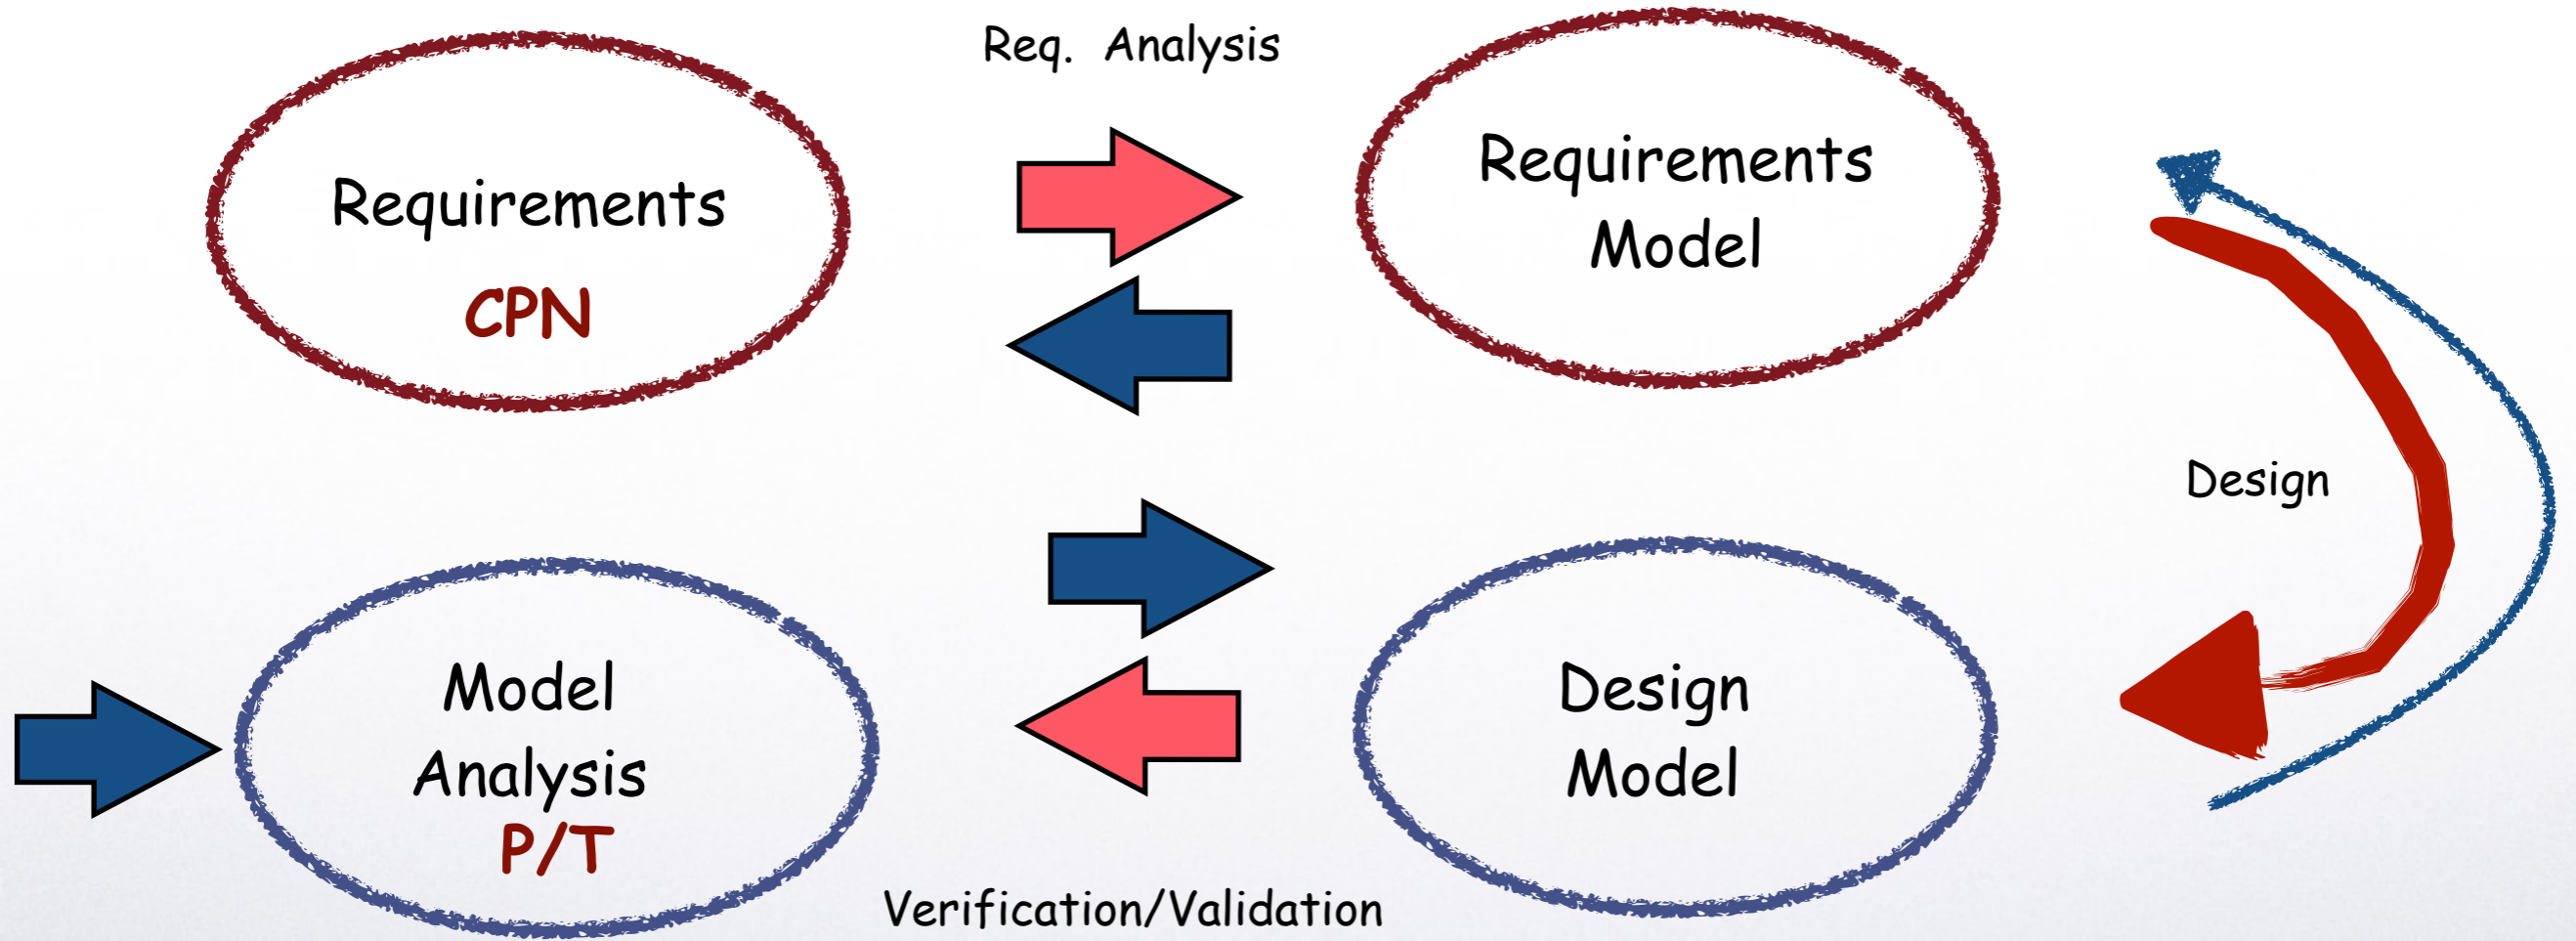 Req. Analysis
Requirements
CPN
Requirements
Model
Design
Model
Analysis
P/T
Design
Model
Verification/Validation